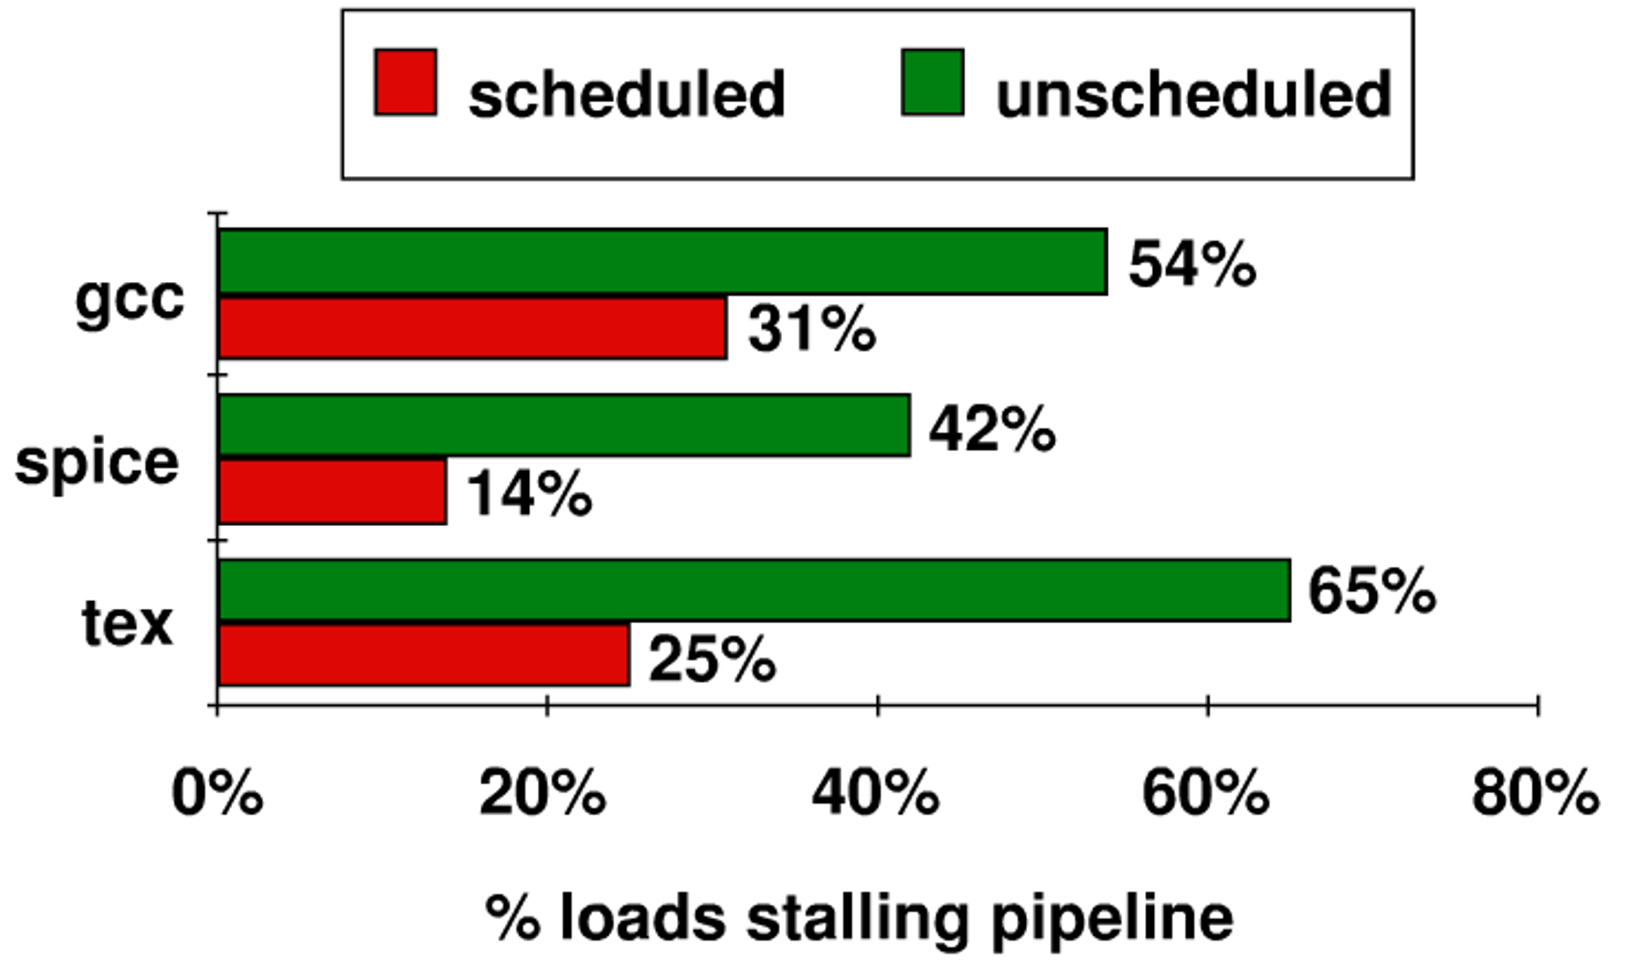 scheduled unscheduled
gcc 54%
31%
spice 42%
14%
tex 65%
25%
0% 20% 40% 60% 80%
% loads stalling pipeline